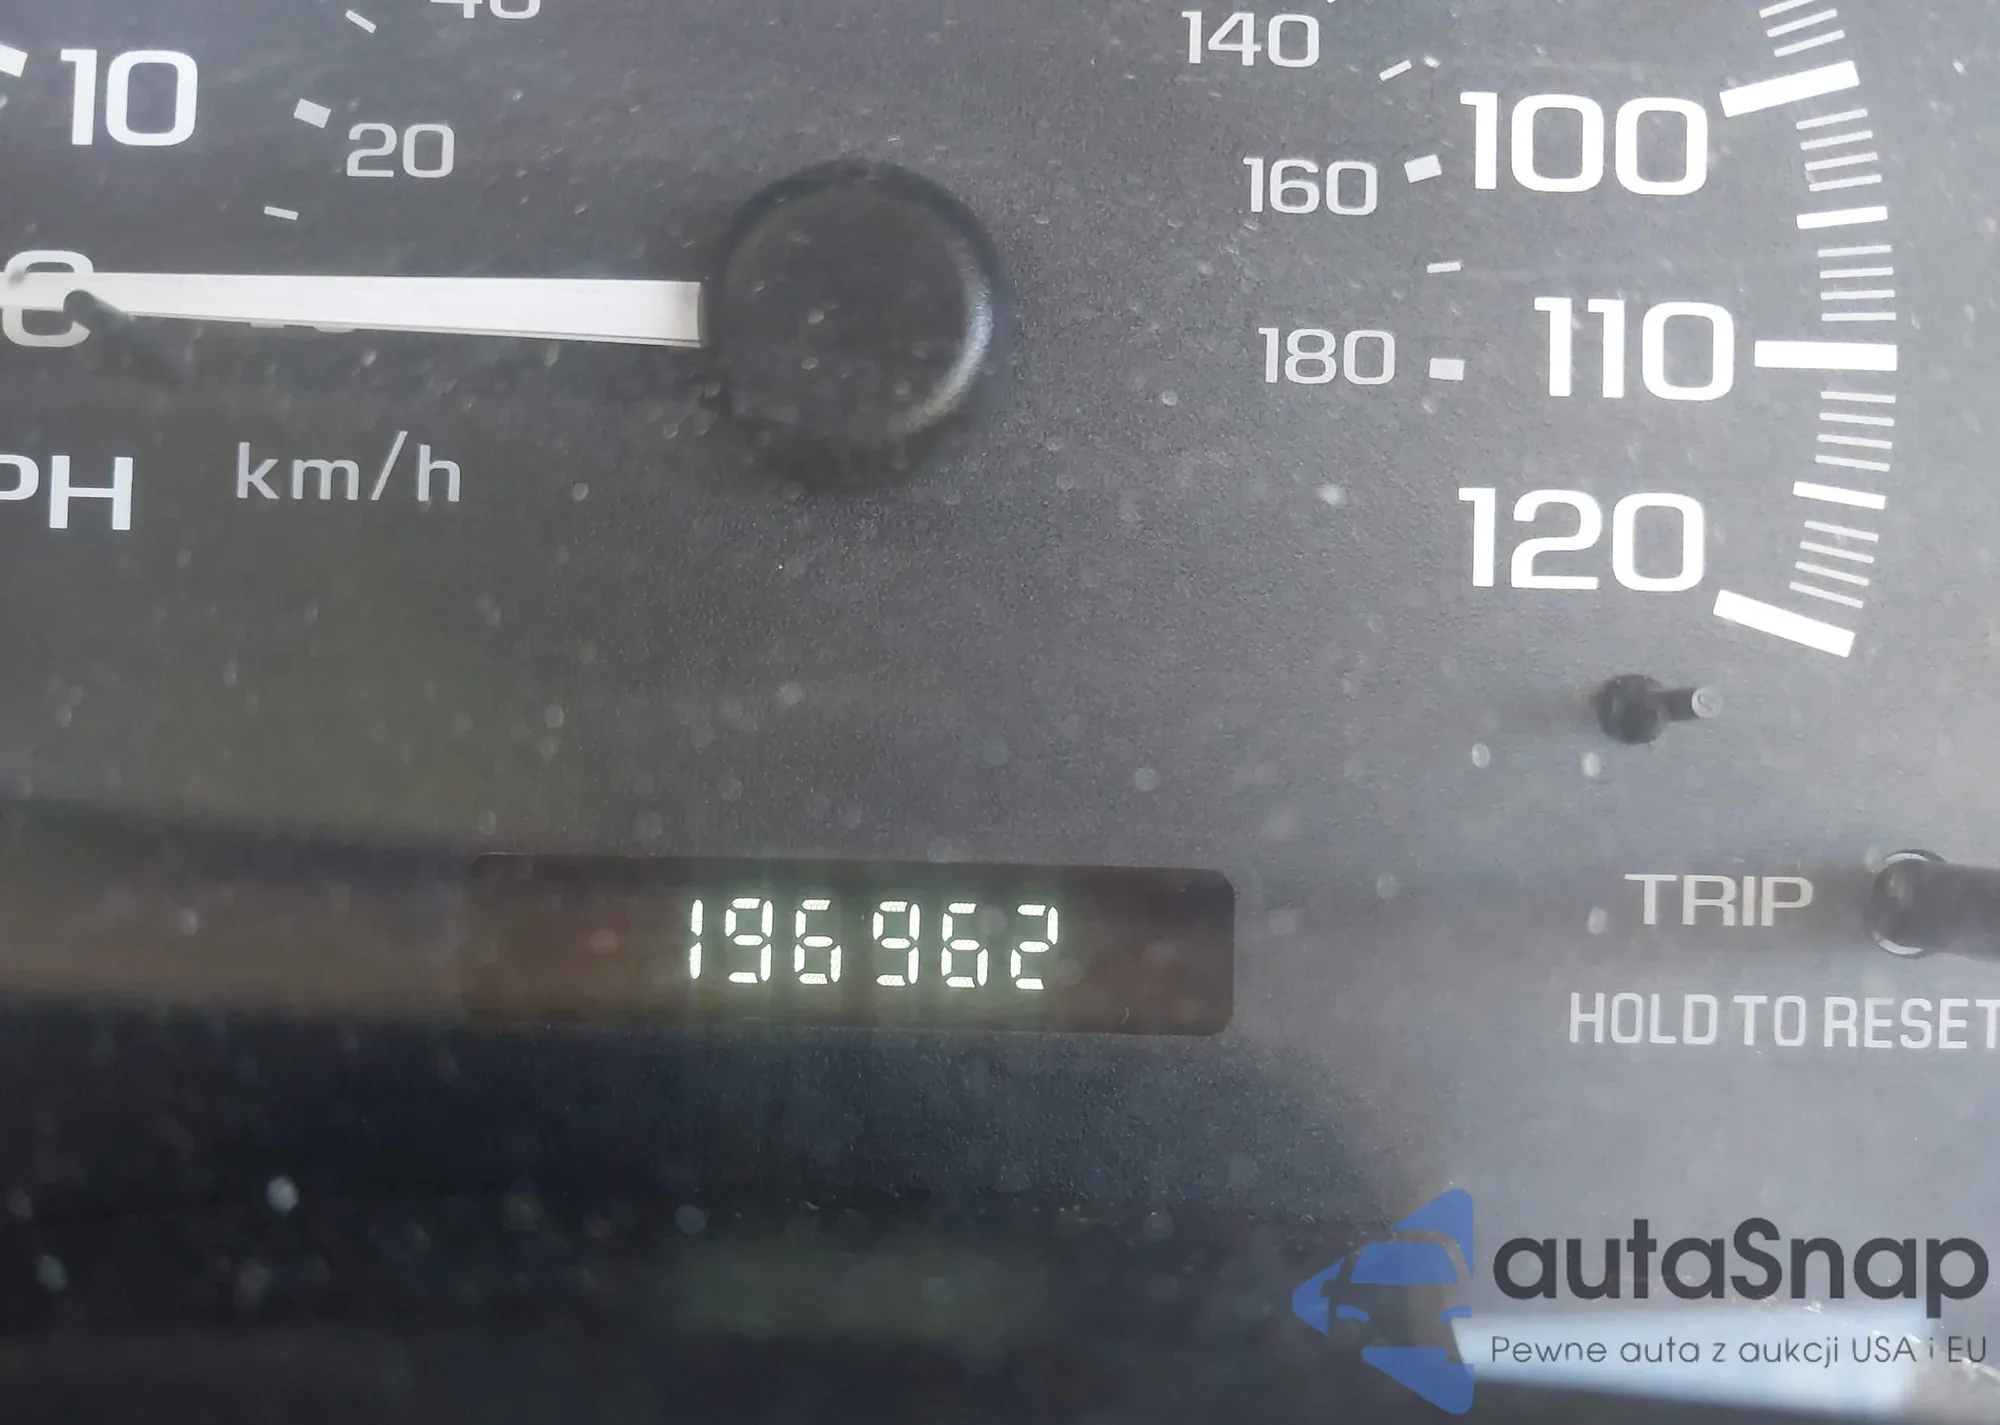 140
10
100
20
160
0
180
110
km/h
120
196962
TRIP
HOLD TO RESET
autaSnap
Pewne auta z aukcji USA i EU